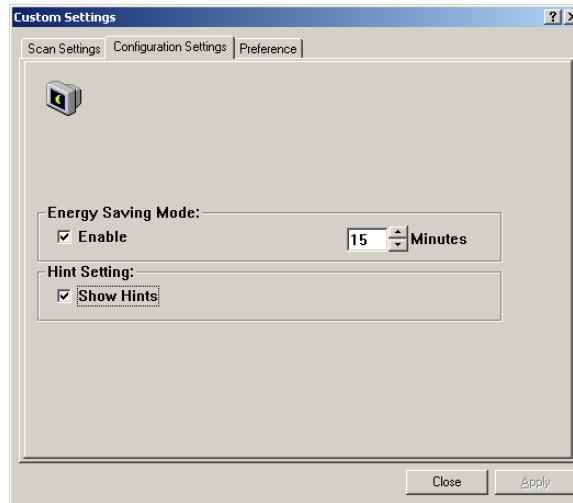 Custom Settings
Scan Settings Configuration Settings Preference
Energy Saving Mode:
Enable 15 Minutes
Hint Setting:
Show Hints
Close Apply